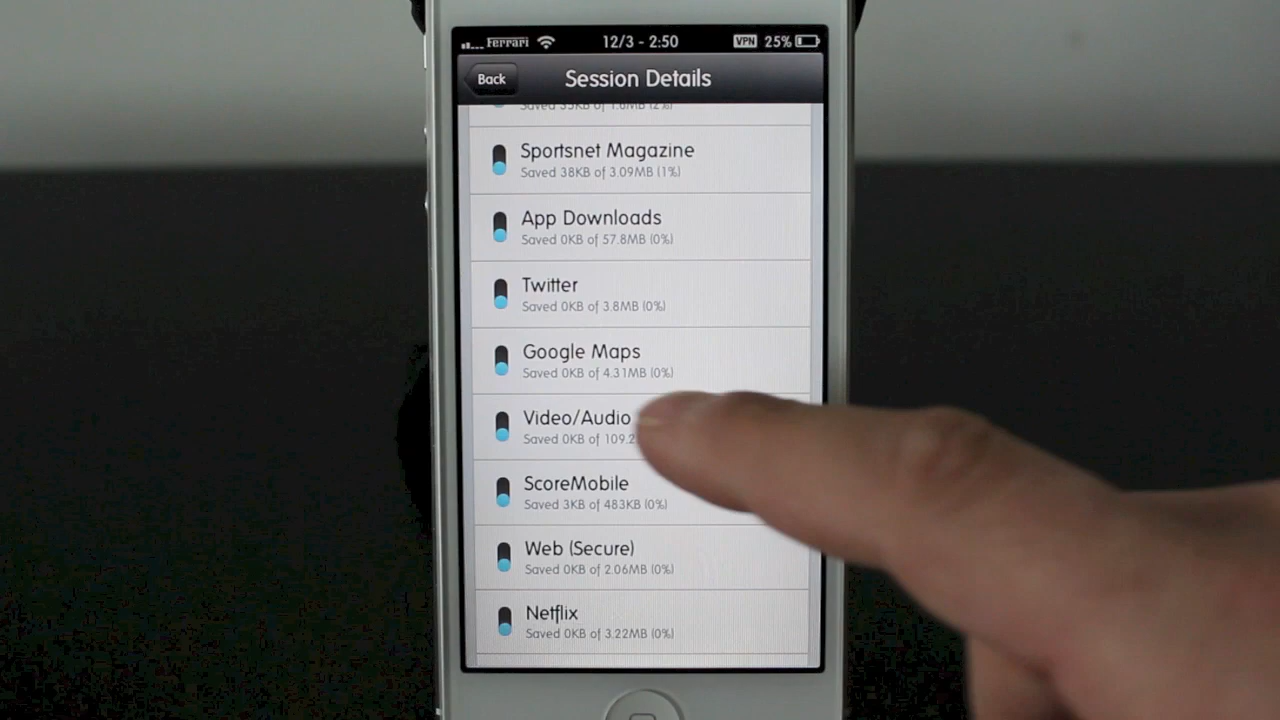 Ferrari 12/3 - 2:50 VPN 25%
Back Session Details
Saved 35KB of 1.6MB (2%)
Sportsnet Magazine
Saved 38KB of 3.09MB (1%)
App Downloads
Saved 0KB of 57.8MB (0%)
Twitter
Saved 0KB of 3.8MB (0%)
Google Maps
Saved 0KB of 4.31MB (0%)
Video/Audio
Saved 0KB of 109.2
ScoreMobile
Saved 3KB of 483KB (0%)
Web (Secure)
Saved 0KB of 2.06MB (0%)
Netflix
Saved 0KB of 3.22MB (0%)